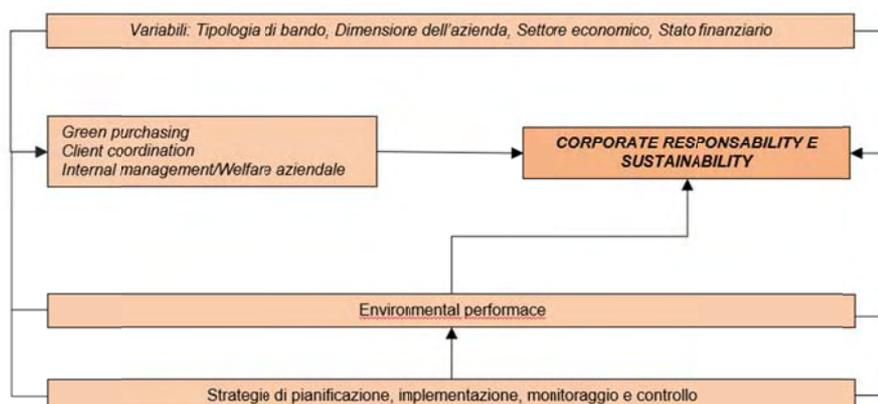 Variabili: Tipologia di bando, Dimensiore dell'azienda, Settore economico, Stato finanziario
Green purchasing
Client coordination
Internal management/Welfare aziendale
CORPORATE RESPONSABILITY E
SUSTAINABILITY
Environmental performace
Strategie di pianificazione, implementazione, monitoraggio e controllo